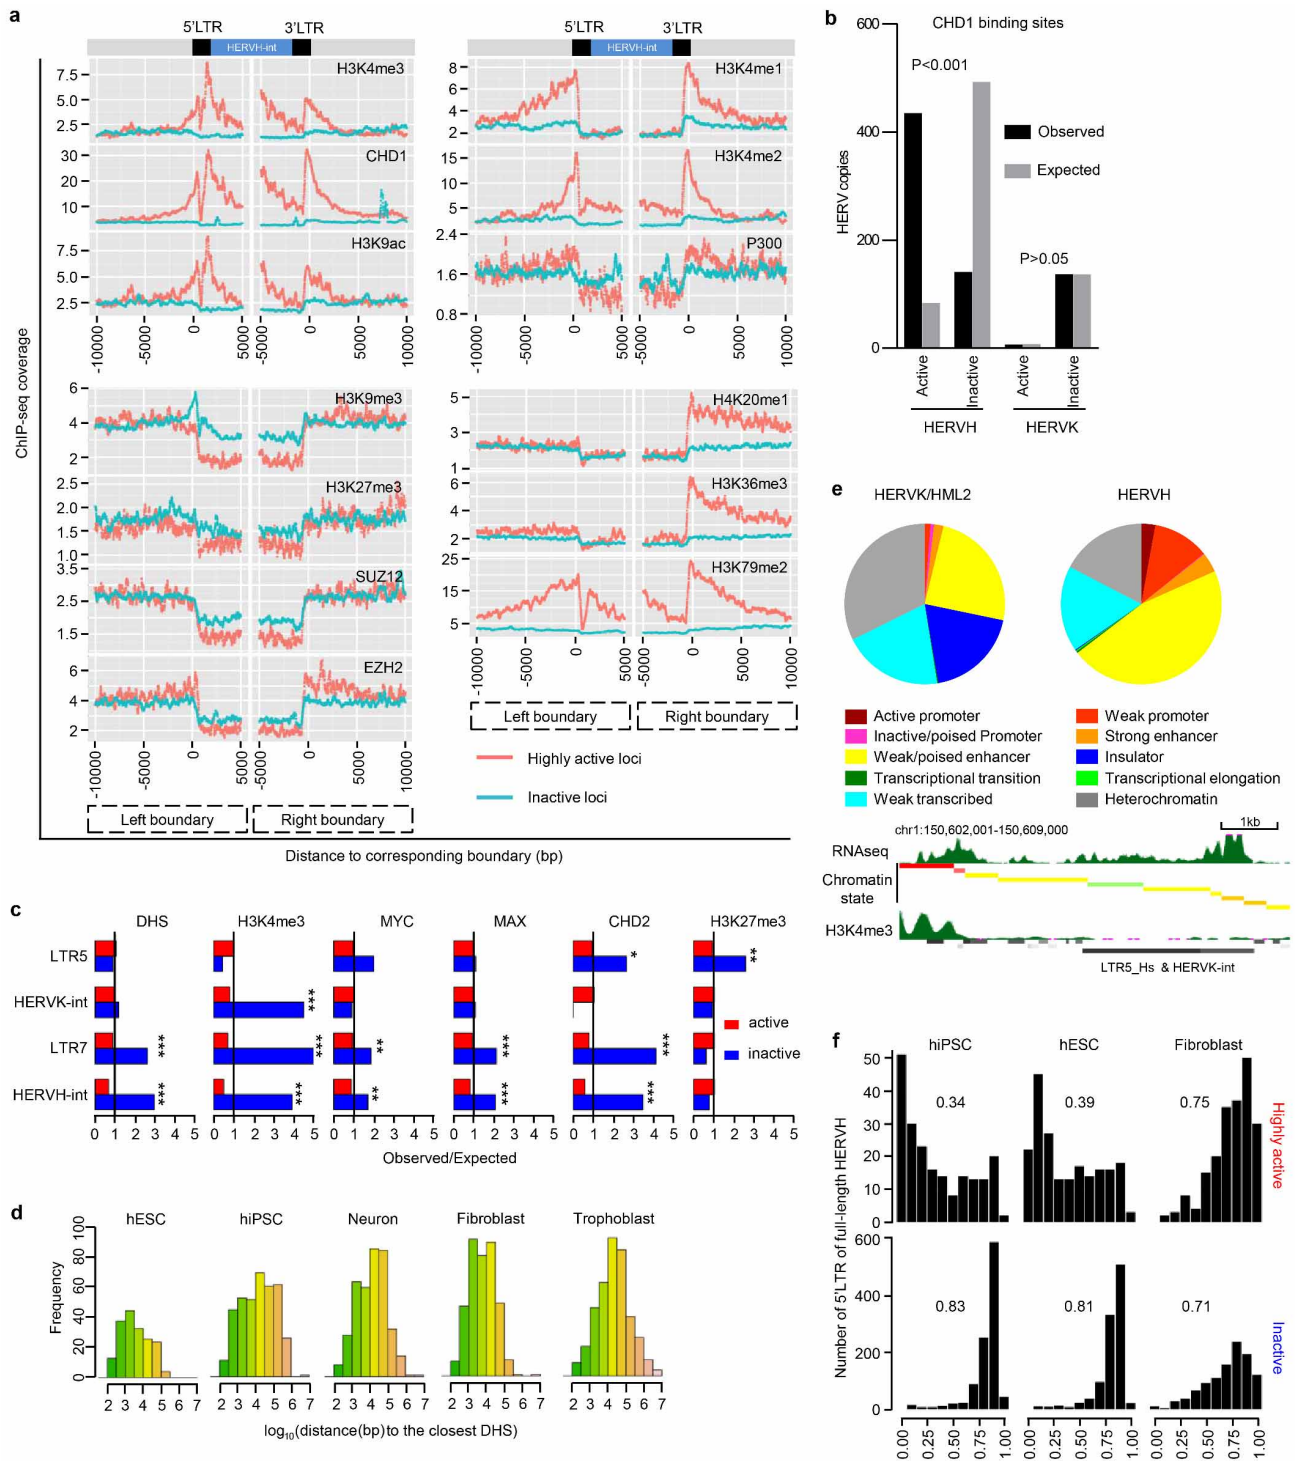 a
5'LTR 3'LTR
HERVH-int
5'LTR 3'LTR
HERVH-int
ChIP-seq coverage
H3K4me3
7.5
5.0
2.5
CHD1
30
20
10
H3K9ac
7.5
5.0
2.5
-10000 -5000 0 5000 -5000 0 5000 10000
H3K4me1
8
6
4
2
H3K4me2
15
10
5
P300
2.4
1.6
0.8
-10000 -5000 0 5000 -5000 0 5000 10000
H3K9me3
6
4
2
H3K27me3
2.5
2.0
1.5
1.0
SUZ12
3.5
2.5
1.5
EZH2
6
4
2
-10000 -5000 0 5000 -5000 0 5000 10000
Left boundary Right boundary
H4K20me1
5
3
1
H3K36me3
6
4
2
H3K79me2
25
15
5
-10000 -5000 0 5000 -5000 0 5000 10000
Left boundary Right boundary
Highly active loci
Inactive loci
Distance to corresponding boundary (bp)
b
CHD1 binding sites
HERV copies
600
400
200
0
P<0.001
P>0.05
Observed
Expected
Active Inactive Active Inactive
HERVH HERVK
c
DHS H3K4me3 MYC MAX CHD2 H3K27me3
LTR5 * **
HERVK-int ***
LTR7 *** *** ** *** ***
HERVH-int *** *** ** *** ***
active
inactive
0 1 2 3 4 5 0 1 2 3 4 5 0 1 2 3 4 5 0 1 2 3 4 5 0 1 2 3 4 5 0 1 2 3 4 5
Observed/Expected
d
hESC hiPSC Neuron Fibroblast Trophoblast
Frequency
100
80
60
40
20
0
2 3 4 5 6 7 2 3 4 5 6 7 2 3 4 5 6 7 2 3 4 5 6 7 2 3 4 5 6 7
log10(distance(bp)to the closest DHS)
e
HERVK/HML2 HERVH
Active promoter Weak promoter
Inactive/poised Promoter Strong enhancer
Weak/poised enhancer Insulator
Transcriptional transition Transcriptional elongation
Weak transcribed Heterochromatin
chr1:150,602,001-150,609,000 1kb
RNAseq
Chromatin
state
H3K4me3
LTR5_Hs & HERVK-int
f
hiPSC hESC Fibroblast
Number of 5'LTR of full-length HERVH
50
40
30
20
10
0
0.34 0.39 0.75
Highly active
600
400
200
0
0.83 0.81 0.71
Inactive
0.00 0.25 0.75 1.00 0.00 0.25 0.75 1.00 0.00 0.25 0.75 1.00